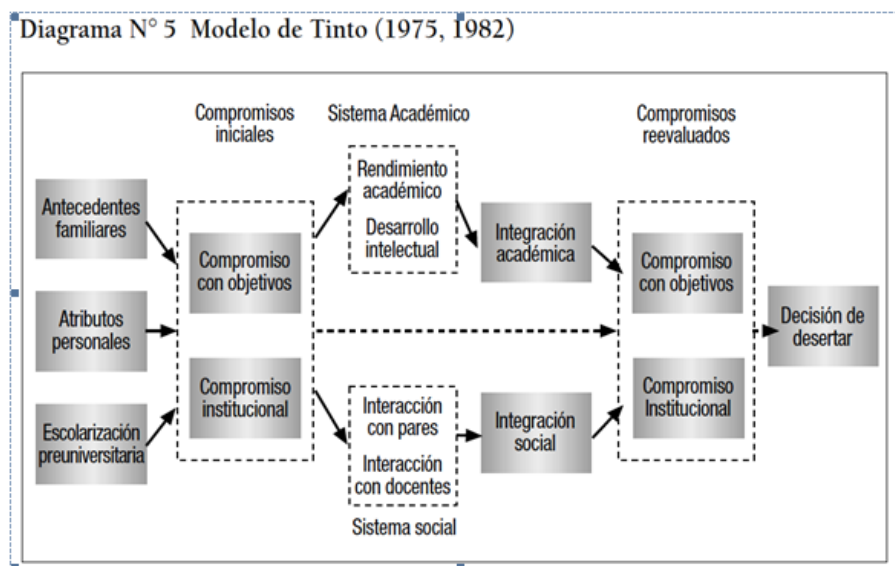 Diagrama N° 5 Modelo de Tinto (1975, 1982)
Compromisos
iniciales
Sistema Académico
Compromisos
reevaluados
Antecedentes
familiares
Atributos
personales
Escolarización
preuniversitaria
Compromiso
con objetivos
Compromiso
institucional
Rendimiento
académico
Desarrollo
intelectual
Interacción
con pares
Interacción
con docentes
Sistema social
Integración
académica
Integración
social
Compromiso
con objetivos
Compromiso
Institucional
Decisión de
desertar